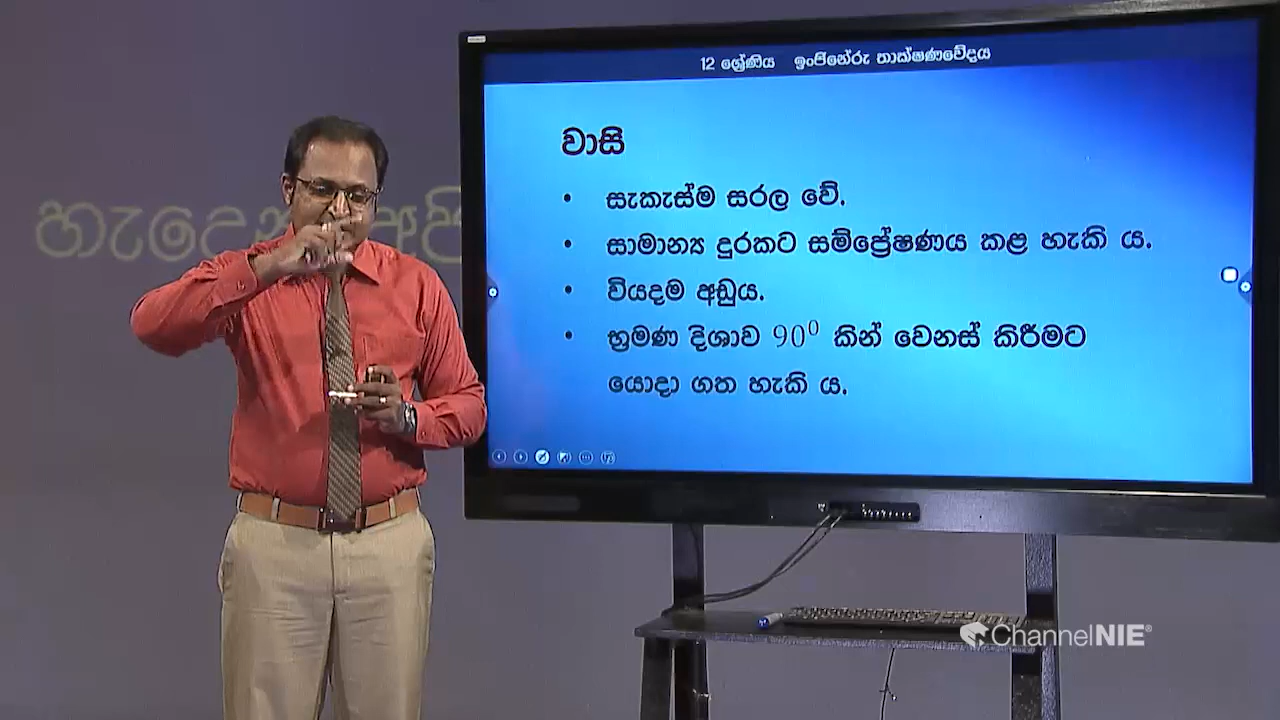 12 ශ්‍රේණිය ඉංජිනේරු තාක්ෂණවේදය
වාසි
• සැකැස්ම සරල වේ.
• සාමාන්‍ය දුරකට සම්ප්‍රේෂණය කළ හැකි ය.
• වියදම අඩුය.
• භ්‍රමණ දිශාව 90⁰ කින් වෙනස් කිරීමට
යොදා ගත හැකි ය.
ChannelNIE®